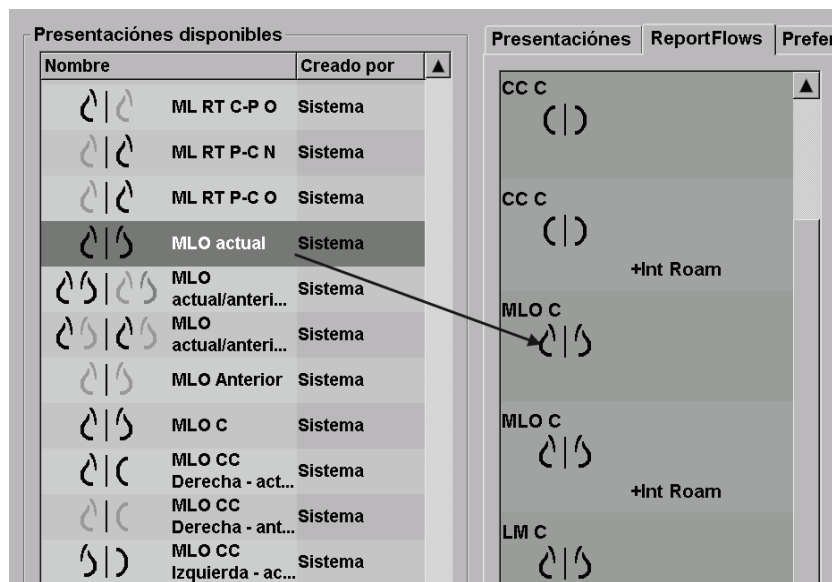 Presentaciónes disponibles
Nombre Creado por
ML RT C-P O Sistema
ML RT P-C N Sistema
ML RT P-C O Sistema
MLO actual Sistema
MLO
actual/anteri... Sistema
MLO
actual/anteri... Sistema
MLO Anterior Sistema
MLO C Sistema
MLO CC
Derecha - act... Sistema
MLO CC
Derecha - ant... Sistema
MLO CC
Izquierda - ac... Sistema
Presentaciónes ReportFlows Prefer
CC C
CC C
+Int Roam
MLO C
MLO C
+Int Roam
LM C